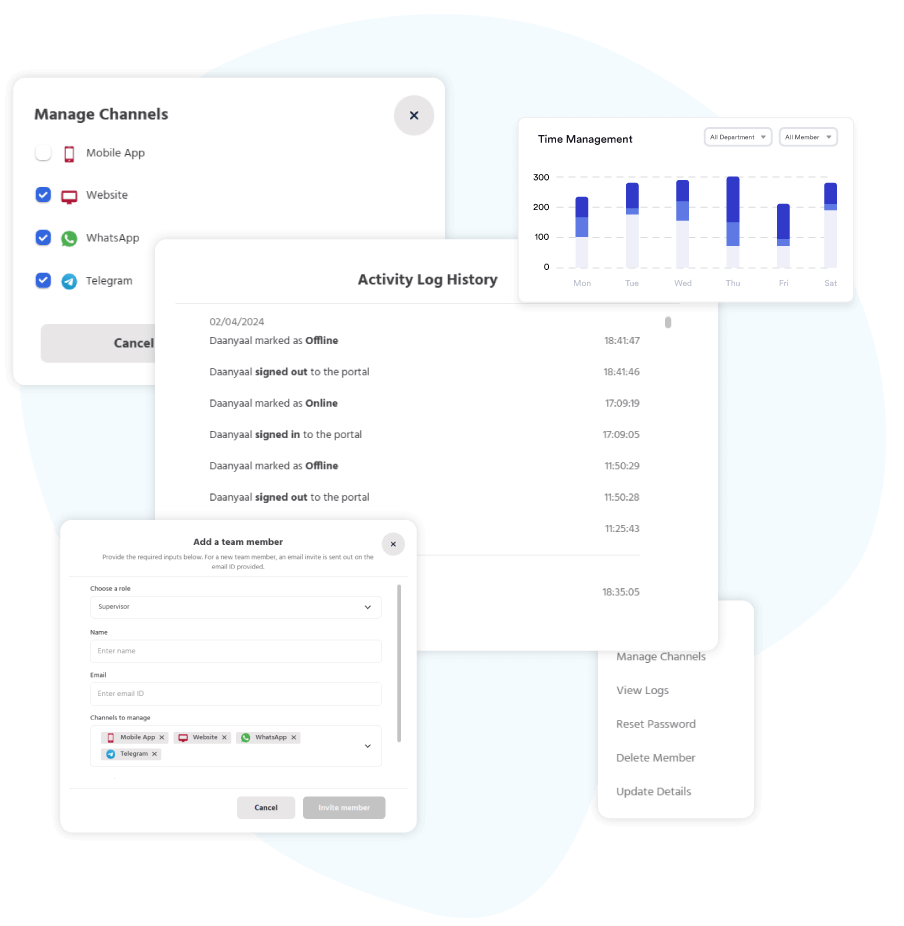 Manage Channels
Mobile App
Website
WhatsApp
Telegram
Cancel
Time Management
All Department
All Member
300
200
100
0
Mon Tue Wed Thu Fri Sat
Activity Log History
02/04/2024
Daanyaal marked as Offline 18:41:47
Daanyaal signed out to the portal 18:41:46
Daanyaal marked as Online 17:09:19
Daanyaal signed in to the portal 17:09:05
Daanyaal marked as Offline 11:50:29
Daanyaal signed out to the portal 11:50:28
11:25:43
18:35:05
Add a team member
Provide the required inputs below. For a new team member, an email invite is sent out on the
email ID provided.
Choose a role
Supervisor
Name
Enter name
Email
Enter email ID
Channels to manage
Mobile App Website WhatsApp
Telegram
Cancel
Invite member
Manage Channels
View Logs
Reset Password
Delete Member
Update Details